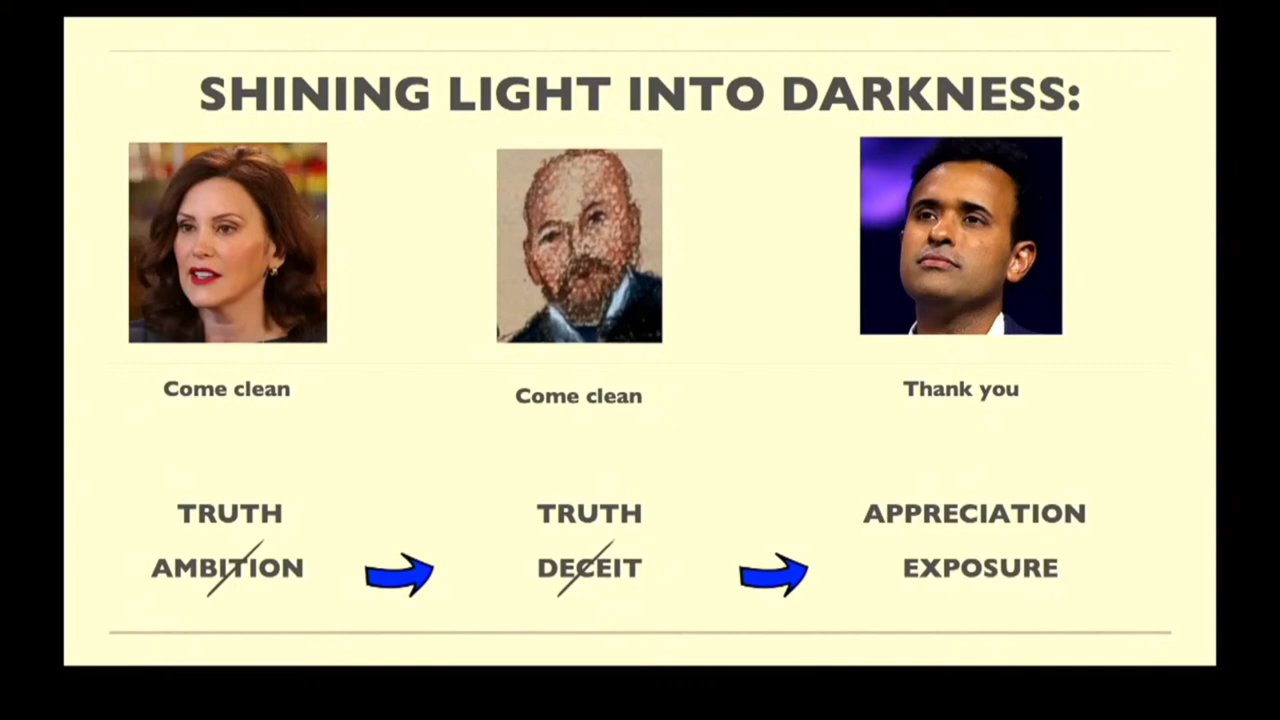 SHINING LIGHT INTO DARKNESS:
Come clean
Come clean
Thank you
TRUTH
TRUTH
APPRECIATION
AMBITION
DECEIT
EXPOSURE